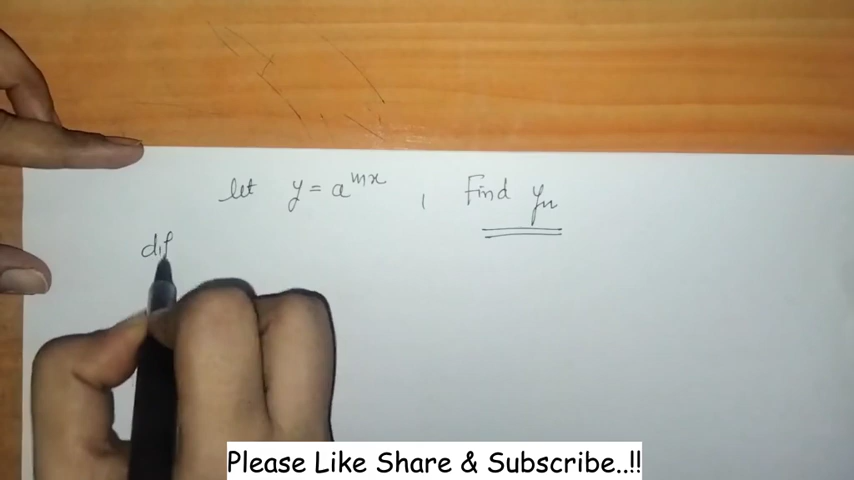 let y = a^mx , Find yn
dif
Please Like Share & Subscribe..!!